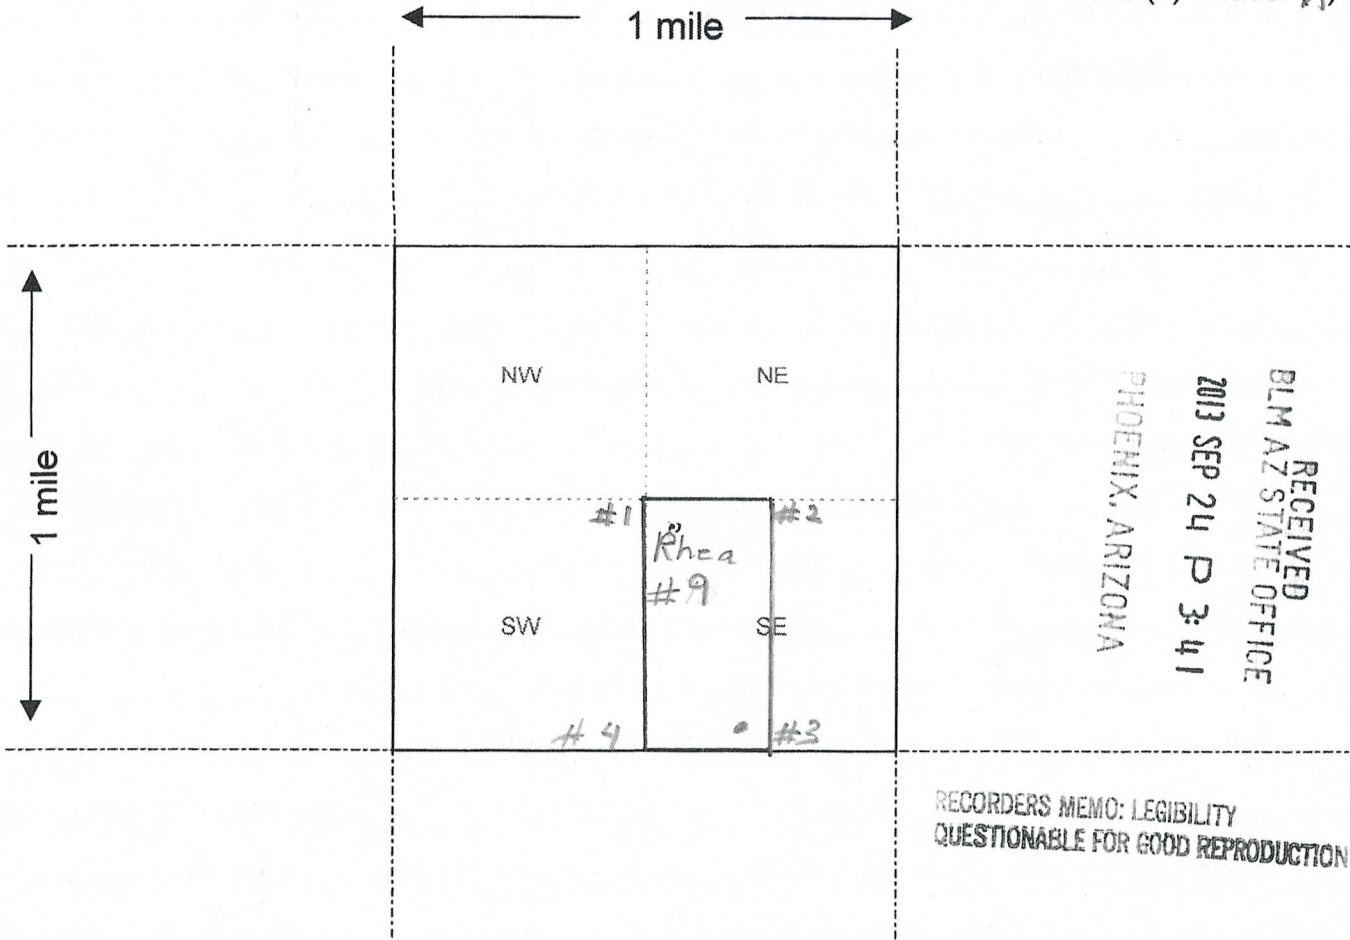 1 mile
1 mile
NW
NE
#1
#2
Rhea
#9
SW
SE
#4
#3
RECEIVED
BLM AZ STATE OFFICE
2013 SEP 24 P 3:41
PHOENIX, ARIZONA
RECORDERS MEMO: LEGIBILITY
QUESTIONABLE FOR GOOD REPRODUCTION